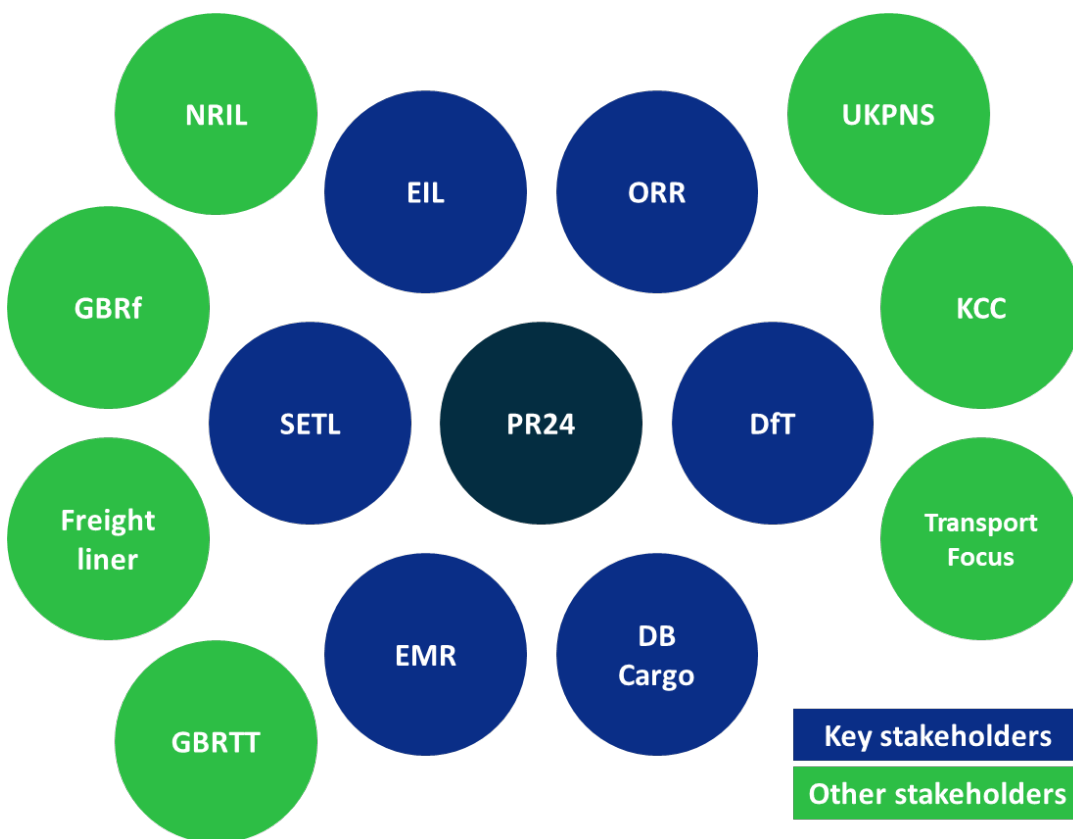 NRIL
UKPNS
EIL
ORR
GBRf
KCC
SETL
PR24
DfT
Freight
liner
Transport
Focus
EMR
DB
Cargo
GBRTT
Key stakeholders
Other stakeholders